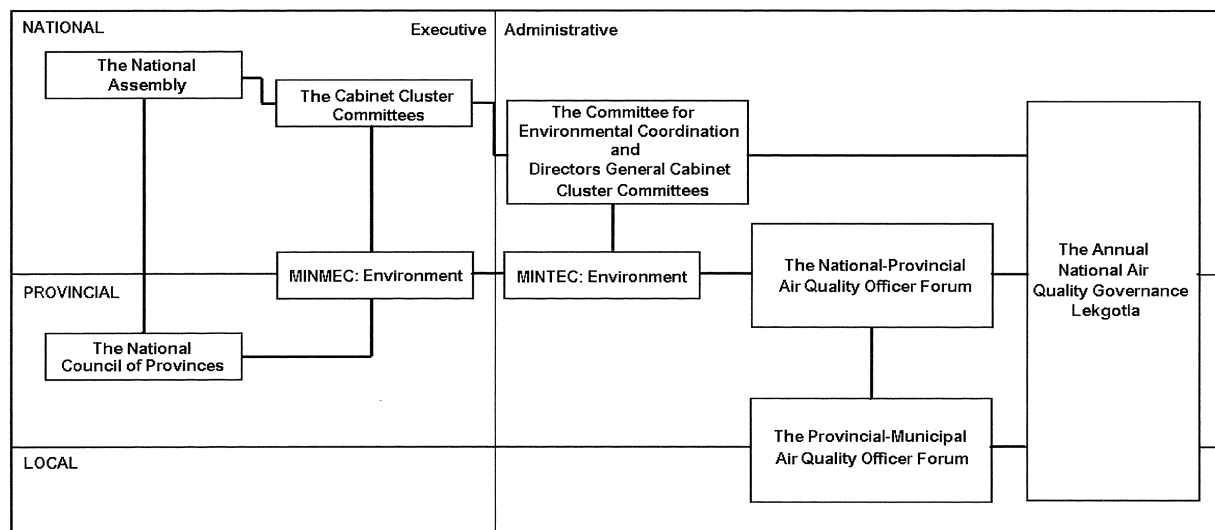 NATIONAL
Executive
Administrative
The National
Assembly
The Cabinet Cluster
Committees
The Committee for
Environmental Coordination
and
Directors General Cabinet
Cluster Committees
MINMEC: Environment
MINTEC: Environment
The National-Provincial
Air Quality Officer Forum
The Annual
National Air
Quality Governance
Lekgotla
PROVINCIAL
The National
Council of Provinces
The Provincial-Municipal
Air Quality Officer Forum
LOCAL